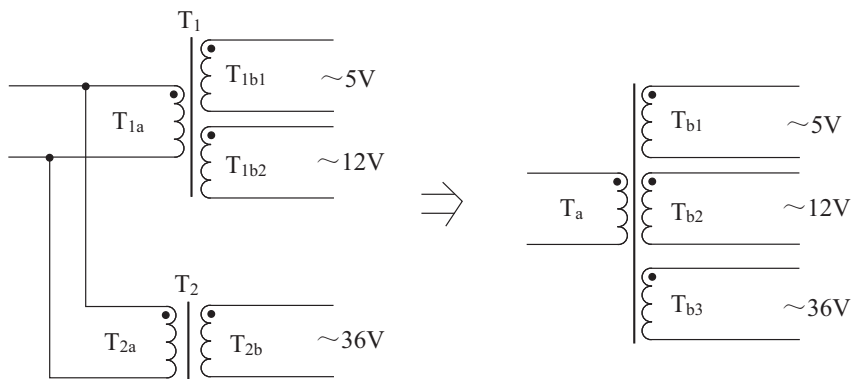 T1
T1a
T1b1
~5V
T1b2
~12V
T2
T2a
T2b
~36V
Ta
Tb1
~5V
Tb2
~12V
Tb3
~36V